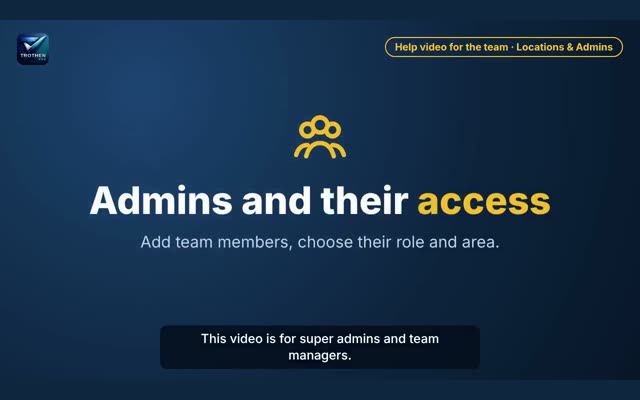 TROTHEN
Help video for the team · Locations & Admins
Admins and their access
Add team members, choose their role and area.
This video is for super admins and team
managers.